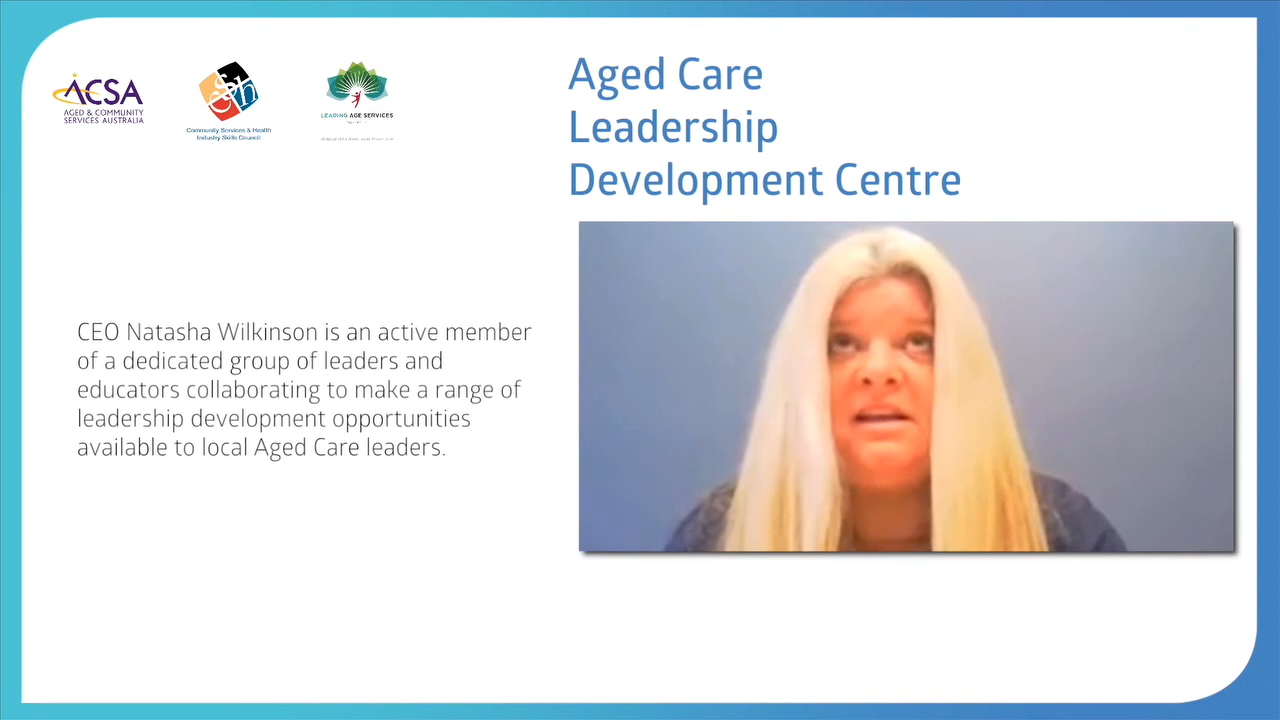 ACSA
AGED & COMMUNITY
SERVICES AUSTRALIA
Community Services & Health
Industry Skills Council
LEADING AGE SERVICES
Aged Care
Leadership
Development Centre
CEO Natasha Wilkinson is an active member
of a dedicated group of leaders and
educators collaborating to make a range of
leadership development opportunities
available to local Aged Care leaders.